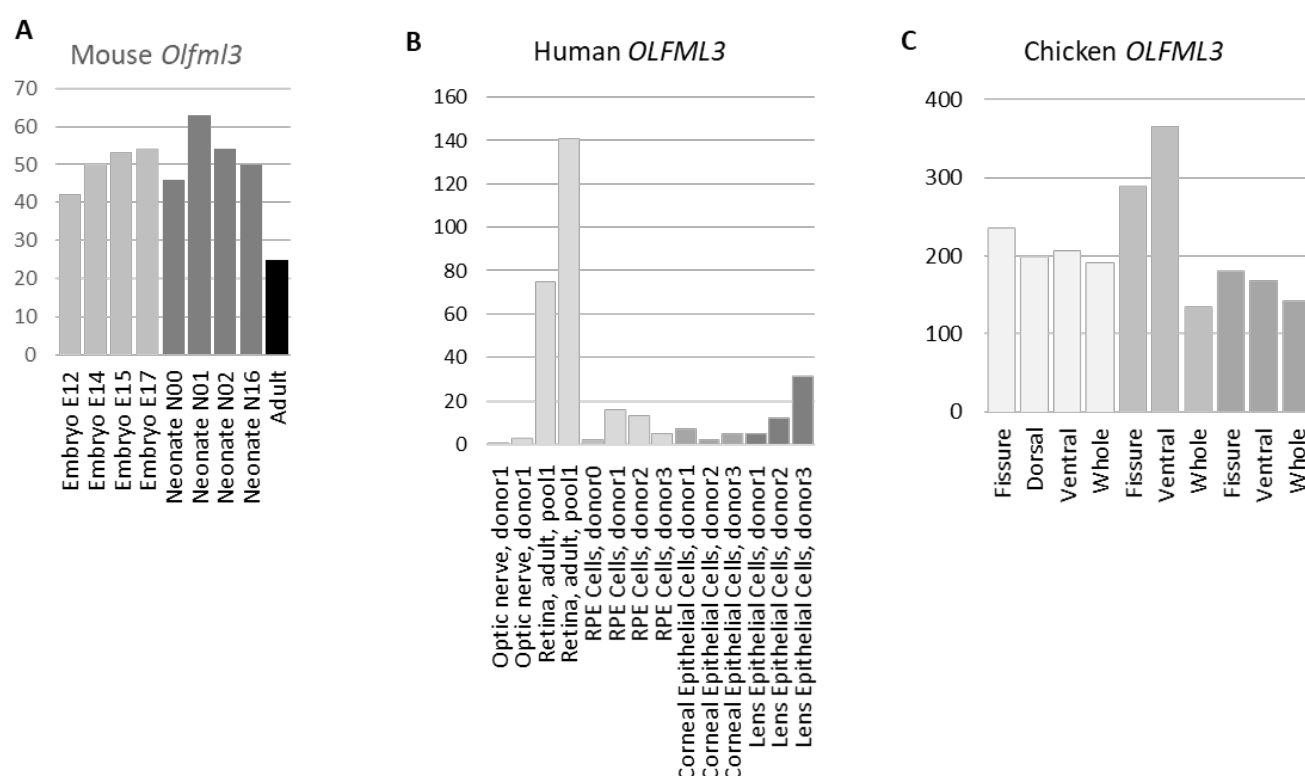 A
Mouse Olfml3
70
60
50
40
30
20
10
0
Embryo E12
Embryo E14
Embryo E15
Embryo E17
Neonate N00
Neonate N01
Neonate N02
Neonate N16
Adult
B
Human OLFML3
160
140
120
100
80
60
40
20
0
Optic nerve, donor1
Optic nerve, donor1
Retina, adult, pool1
Retina, adult, pool1
RPE Cells, donor0
RPE Cells, donor1
RPE Cells, donor2
RPE Cells, donor3
Corneal Epithelial Cells, donor1
Corneal Epithelial Cells, donor2
Corneal Epithelial Cells, donor3
Lens Epithelial Cells, donor1
Lens Epithelial Cells, donor2
Lens Epithelial Cells, donor3
C
Chicken OLFML3
400
300
200
100
0
Fissure
Dorsal
Ventral
Whole
Fissure
Ventral
Whole
Fissure
Ventral
Whole